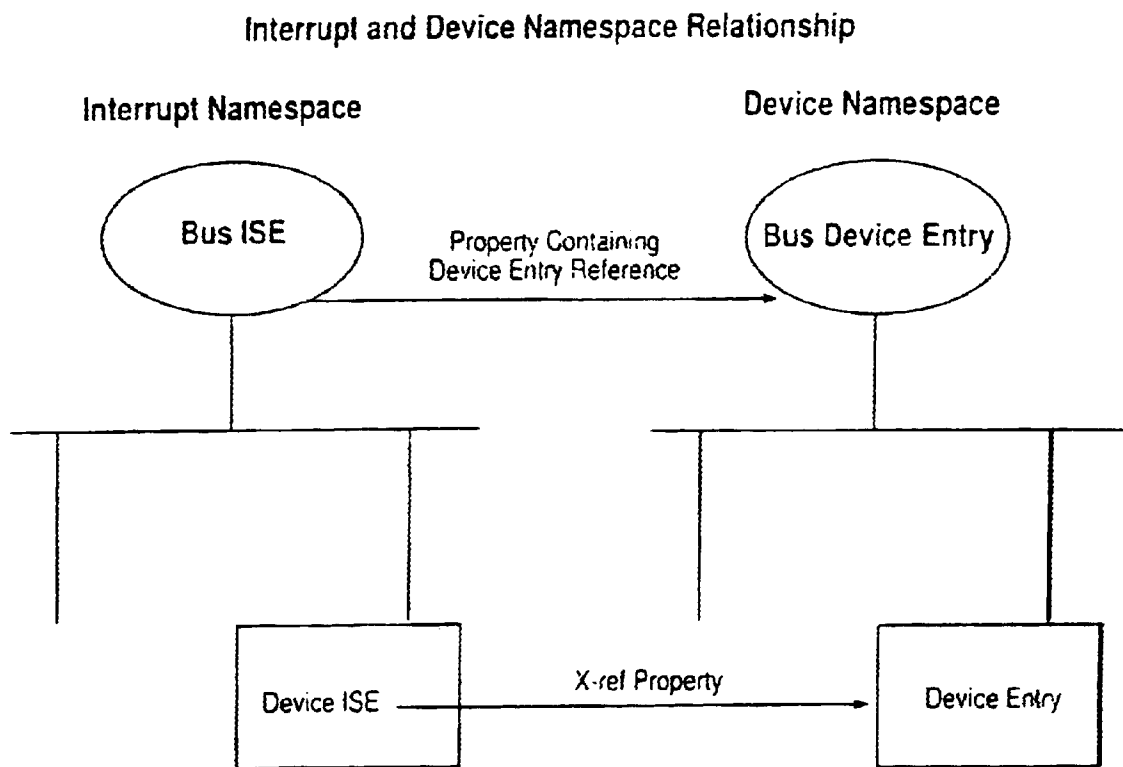 Interrupt and Device Namespace Relationship
Interrupt Namespace
Device Namespace
Bus ISE
Property Containing
Device Entry Reference
Bus Device Entry
Device ISE
X-ref Property
Device Entry